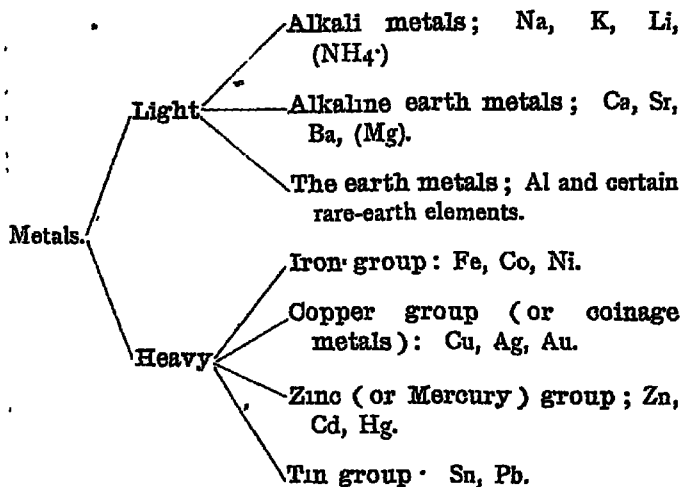 Alkali metals; Na, K, Li,
(NH4·)
Light
Alkaline earth metals; Ca, Sr,
Ba, (Mg).
The earth metals; Al and certain
rare-earth elements.
Metals.
Iron group: Fe, Co, Ni.
Copper group (or coinage
metals): Cu, Ag, Au.
Heavy
Zinc (or Mercury) group; Zn,
Cd, Hg.
Tin group· Sn, Pb.